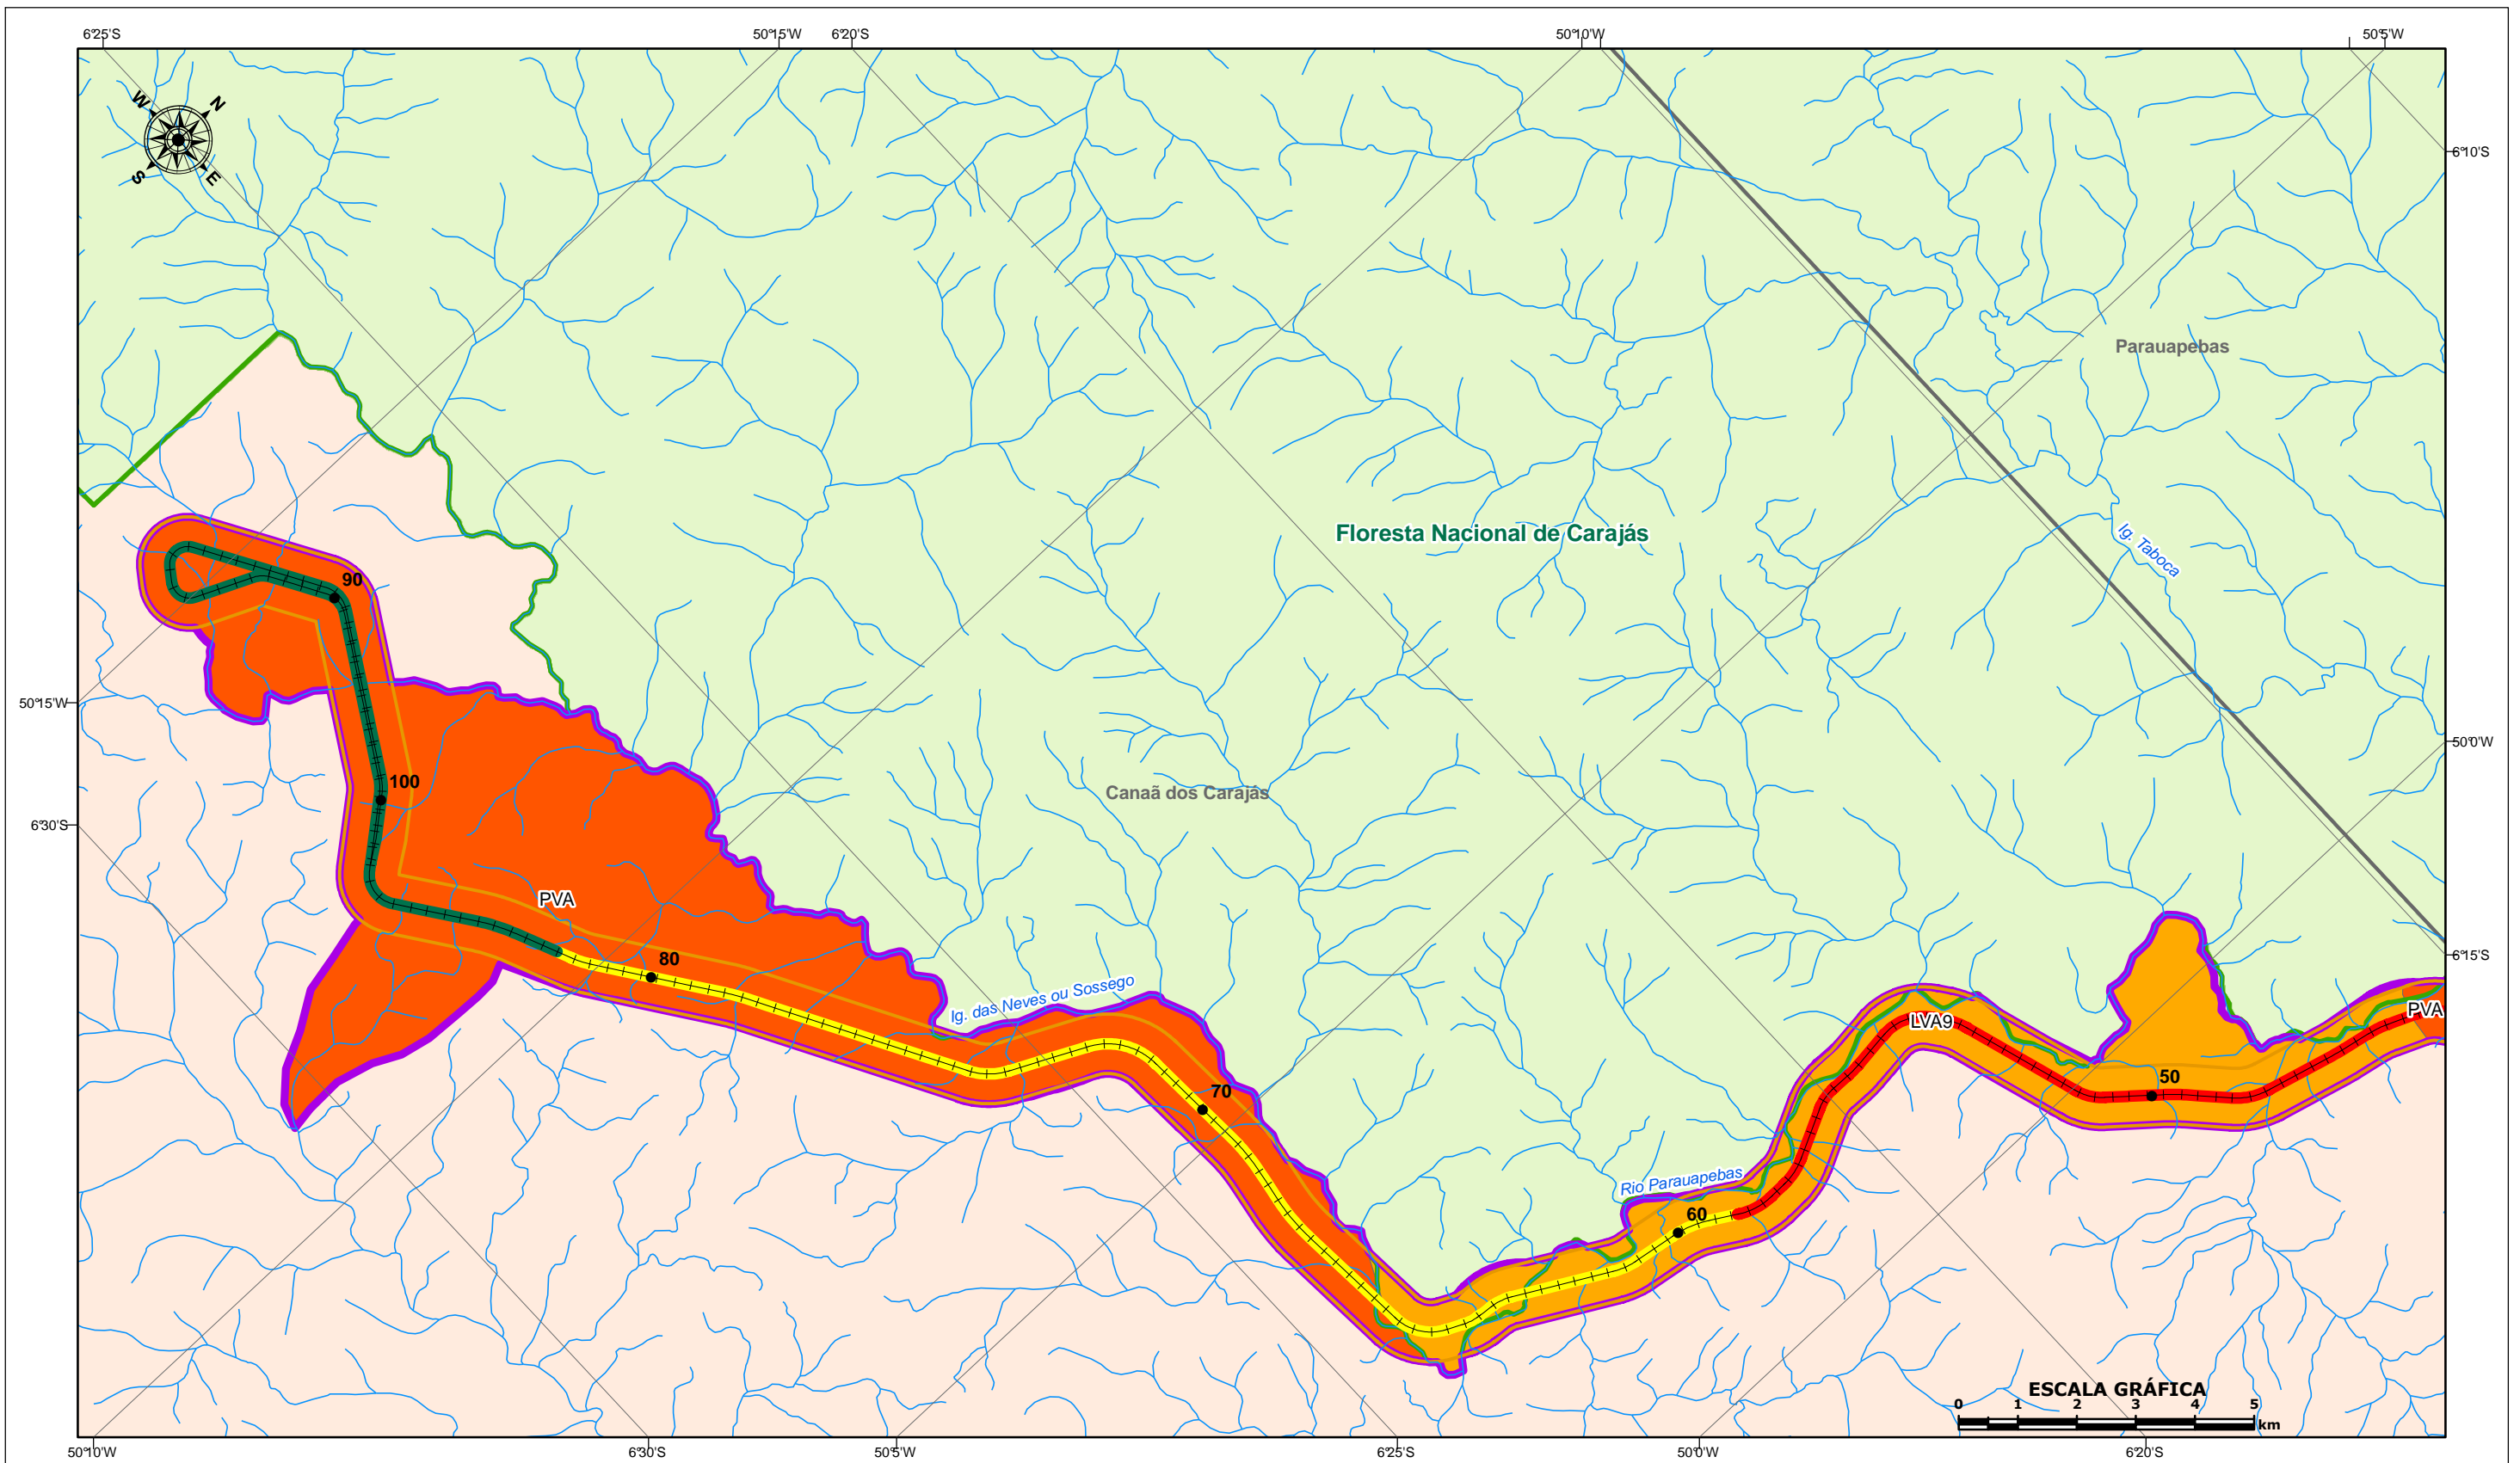 6°25'S
50°15'W
6°20'S
50°10'W
50°5'W
W
N
S
E
6°10'S
Parauapebas
Ig. Taboca
Floresta Nacional de Carajás
90
50°15'W
50°0'W
100
Canaã dos Carajás
6°30'S
PVA
80
6°15'S
Ig. das Neves ou Sossego
PVA
LVA9
50
70
Rio Parauapebas
60
ESCALA GRÁFICA
0 1 2 3 4 5
km
50°10'W
6°30'S
50°5'W
6°25'S
50°0'W
6°20'S